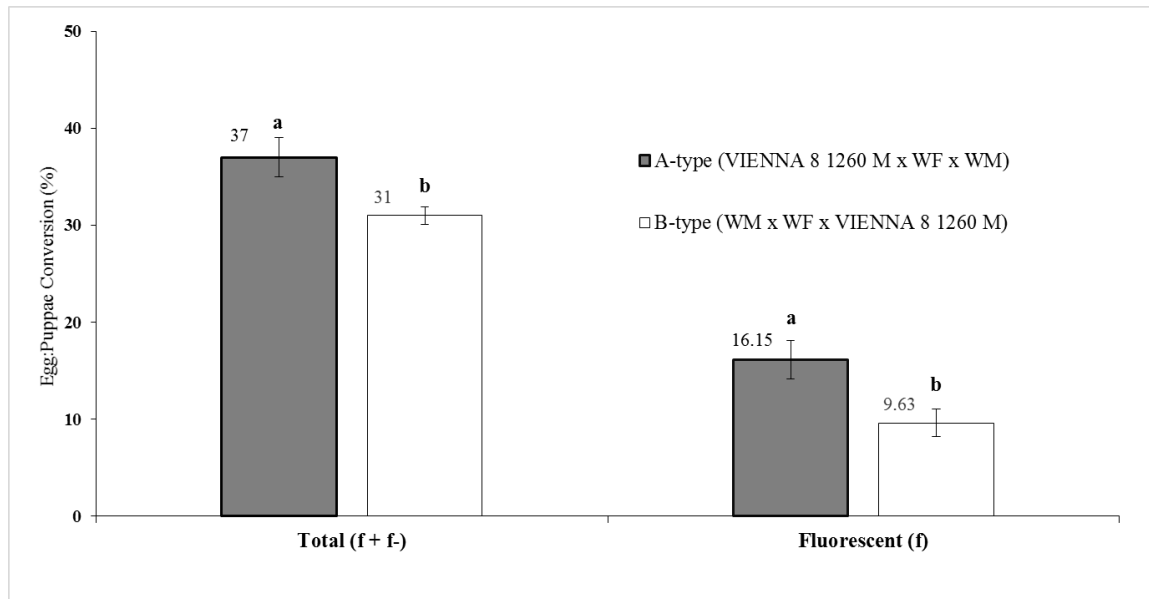 50
40
30
20
10
0
Egg:Puppae Conversion (%)
37
a
31
b
16.15
a
9.63
b
A-type (VIENNA 8 1260 M x WF x WM)
B-type (WM x WF x VIENNA 8 1260 M)
Total (f + f-)
Fluorescent (f)